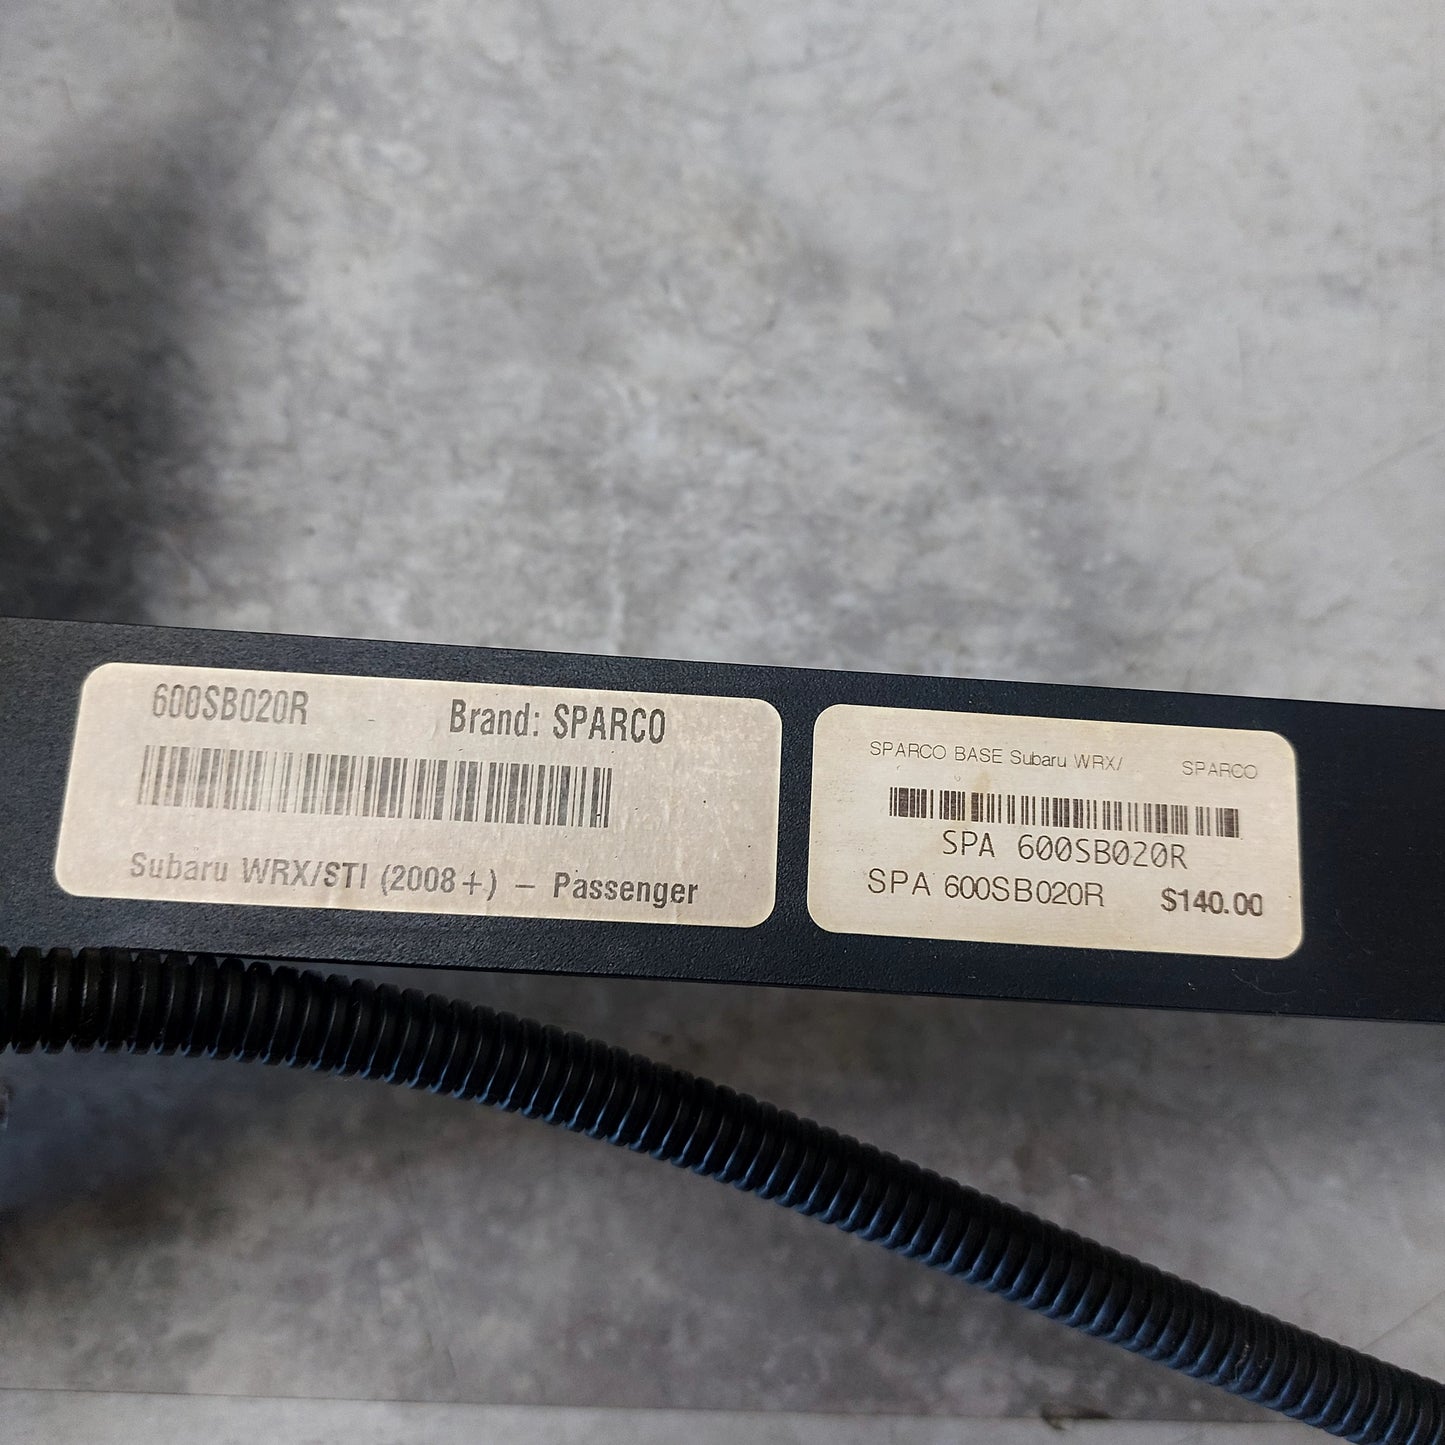 600SB020R Brand: SPARCO
Subaru WRX/STI (2008+) – Passenger
SPARCO BASE Subaru WRX/ SPARCO
SPA 600SB020R
SPA 600SB020R $140.00